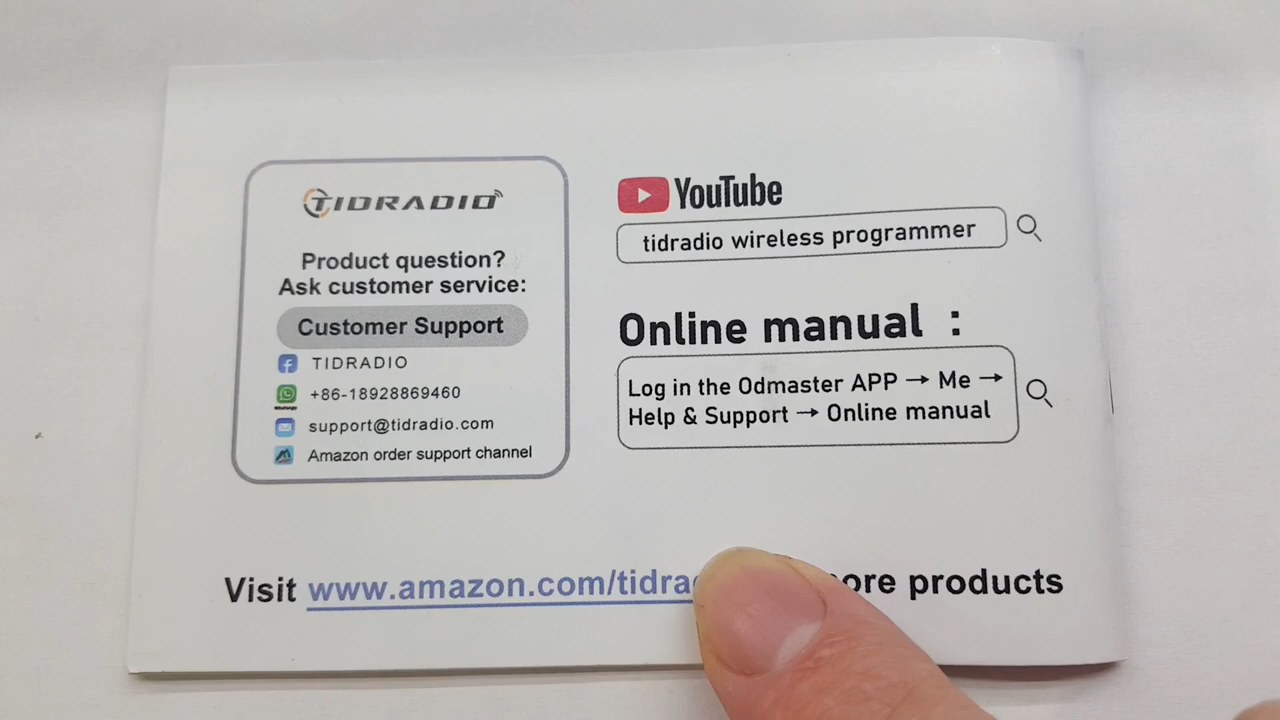 TIDRADIO
Product question?
Ask customer service:
Customer Support
TIDRADIO
+86-18928869460
support@tidradio.com
Amazon order support channel
YouTube
tidradio wireless programmer
Online manual :
Log in the Odmaster APP → Me →
Help & Support → Online manual
Visit www.amazon.com/tidra ore products